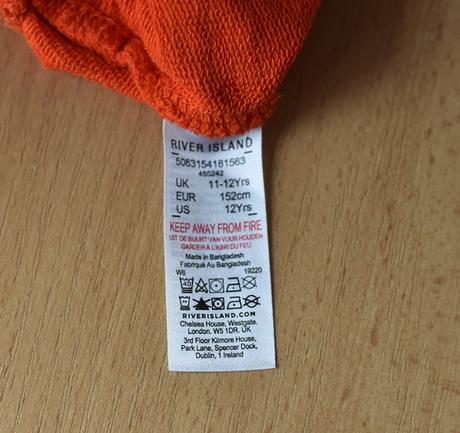 RIVER ISLAND
5063154181563
450242
UK 11-12Yrs
EUR 152cm
US 12Yrs
KEEP AWAY FROM FIRE
UIT DE BUURT VAN VUUR HOUDEN
GARDER À L'ABRI DU FEU
Made in Bangladesh
Fabriqué Au Bangladesh
W6 19220
RIVERISLAND.COM
Chelsea House, Westgate.
London. W5 1DR. UK
3rd Floor Kilmore House,
Park Lane, Spencer Dock,
Dublin, 1 Ireland